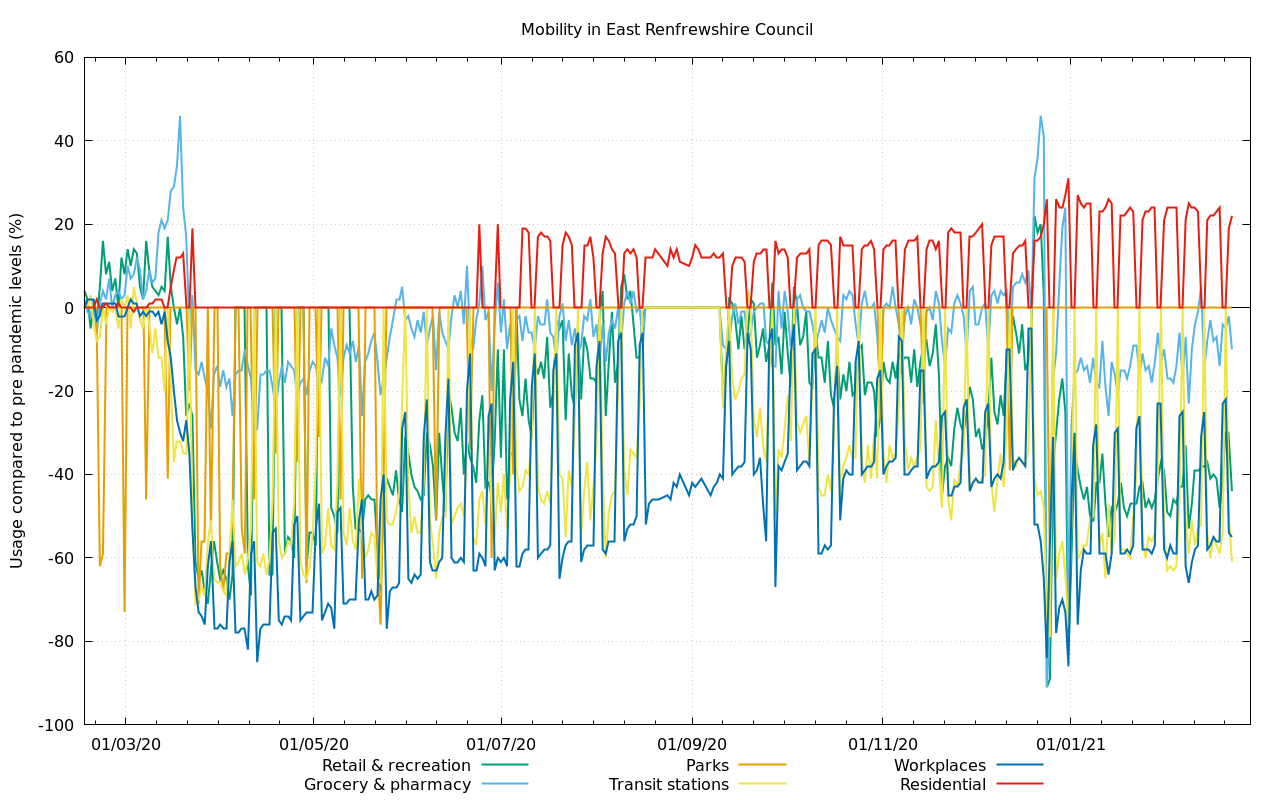 Mobility in East Renfrewshire Council
Usage compared to pre pandemic levels (%)
60
40
20
0
-20
-40
-60
-80
-100
01/03/20 01/05/20 01/07/20 01/09/20 01/11/20 01/01/21
Retail & recreation Parks Workplaces
Grocery & pharmacy Transit stations Residential